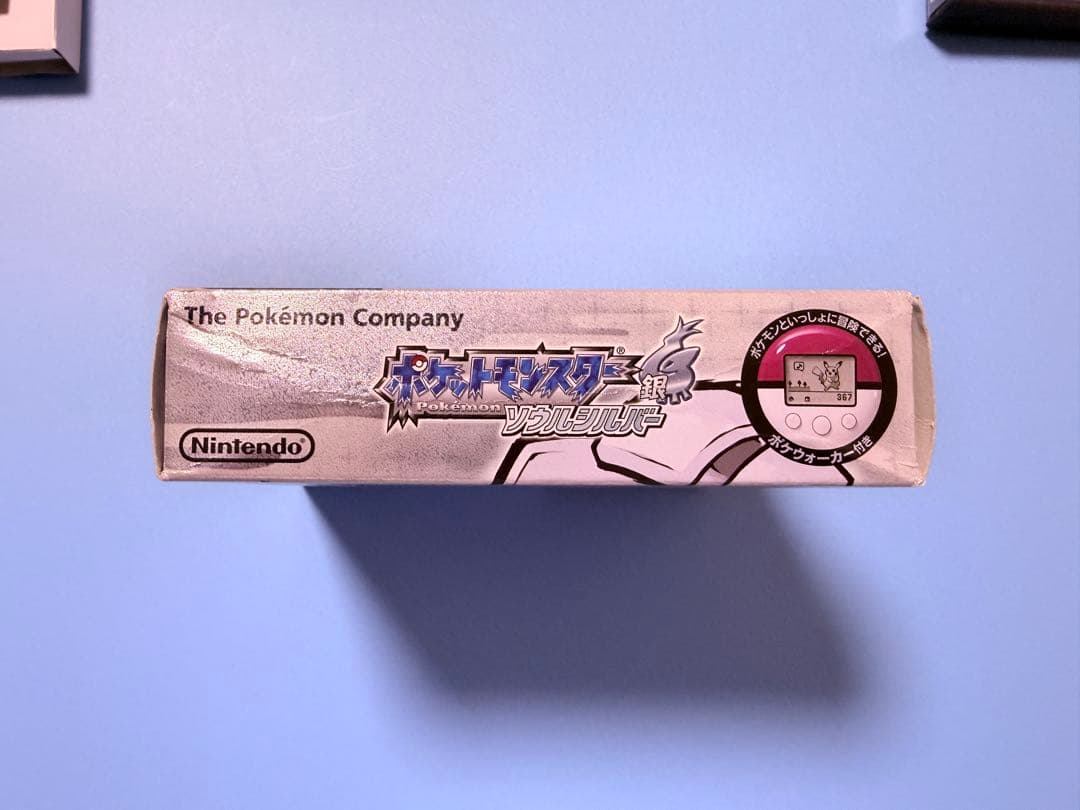 The Pokémon Company
ポケットモンスター®
銀
Pokémon
ソウルシルバー
Nintendo®
ポケモンといっしょに冒険できる!
367
ポケウォーカー付き